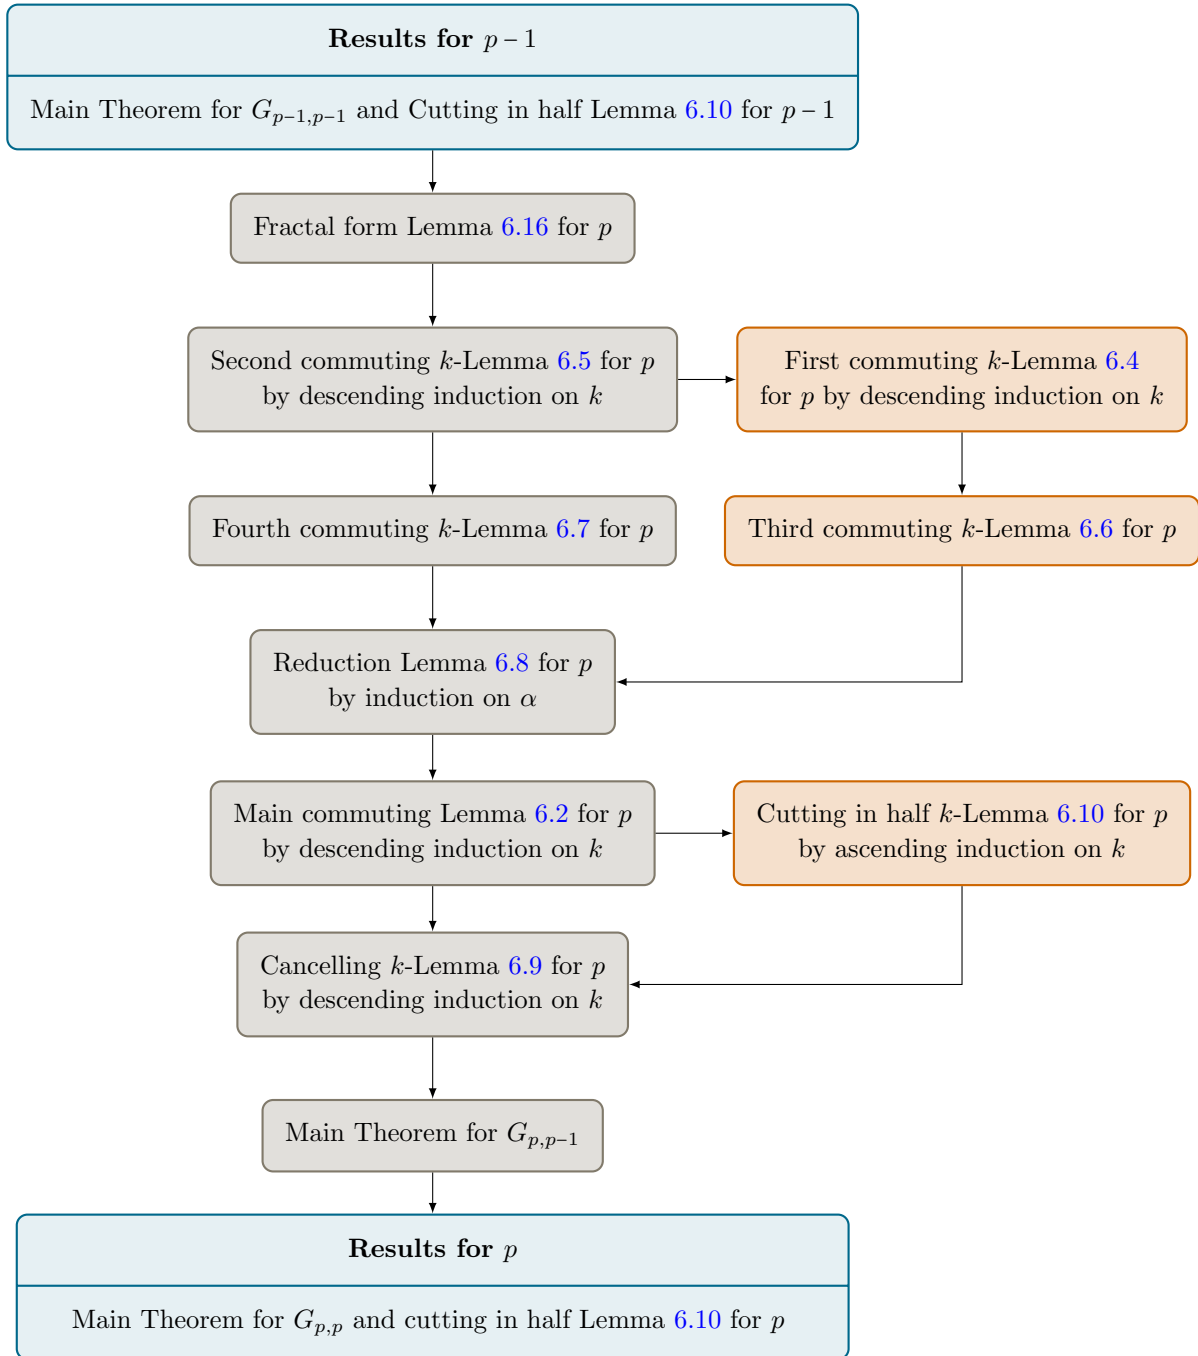 Results for p − 1
Main Theorem for G_{p−1,p−1} and Cutting in half Lemma 6.10 for p − 1
Fractal form Lemma 6.16 for p
Second commuting k-Lemma 6.5 for p
by descending induction on k
First commuting k-Lemma 6.4
for p by descending induction on k
Fourth commuting k-Lemma 6.7 for p
Third commuting k-Lemma 6.6 for p
Reduction Lemma 6.8 for p
by induction on α
Main commuting Lemma 6.2 for p
by descending induction on k
Cutting in half k-Lemma 6.10 for p
by ascending induction on k
Cancelling k-Lemma 6.9 for p
by descending induction on k
Main Theorem for G_{p,p−1}
Results for p
Main Theorem for G_{p,p} and cutting in half Lemma 6.10 for p